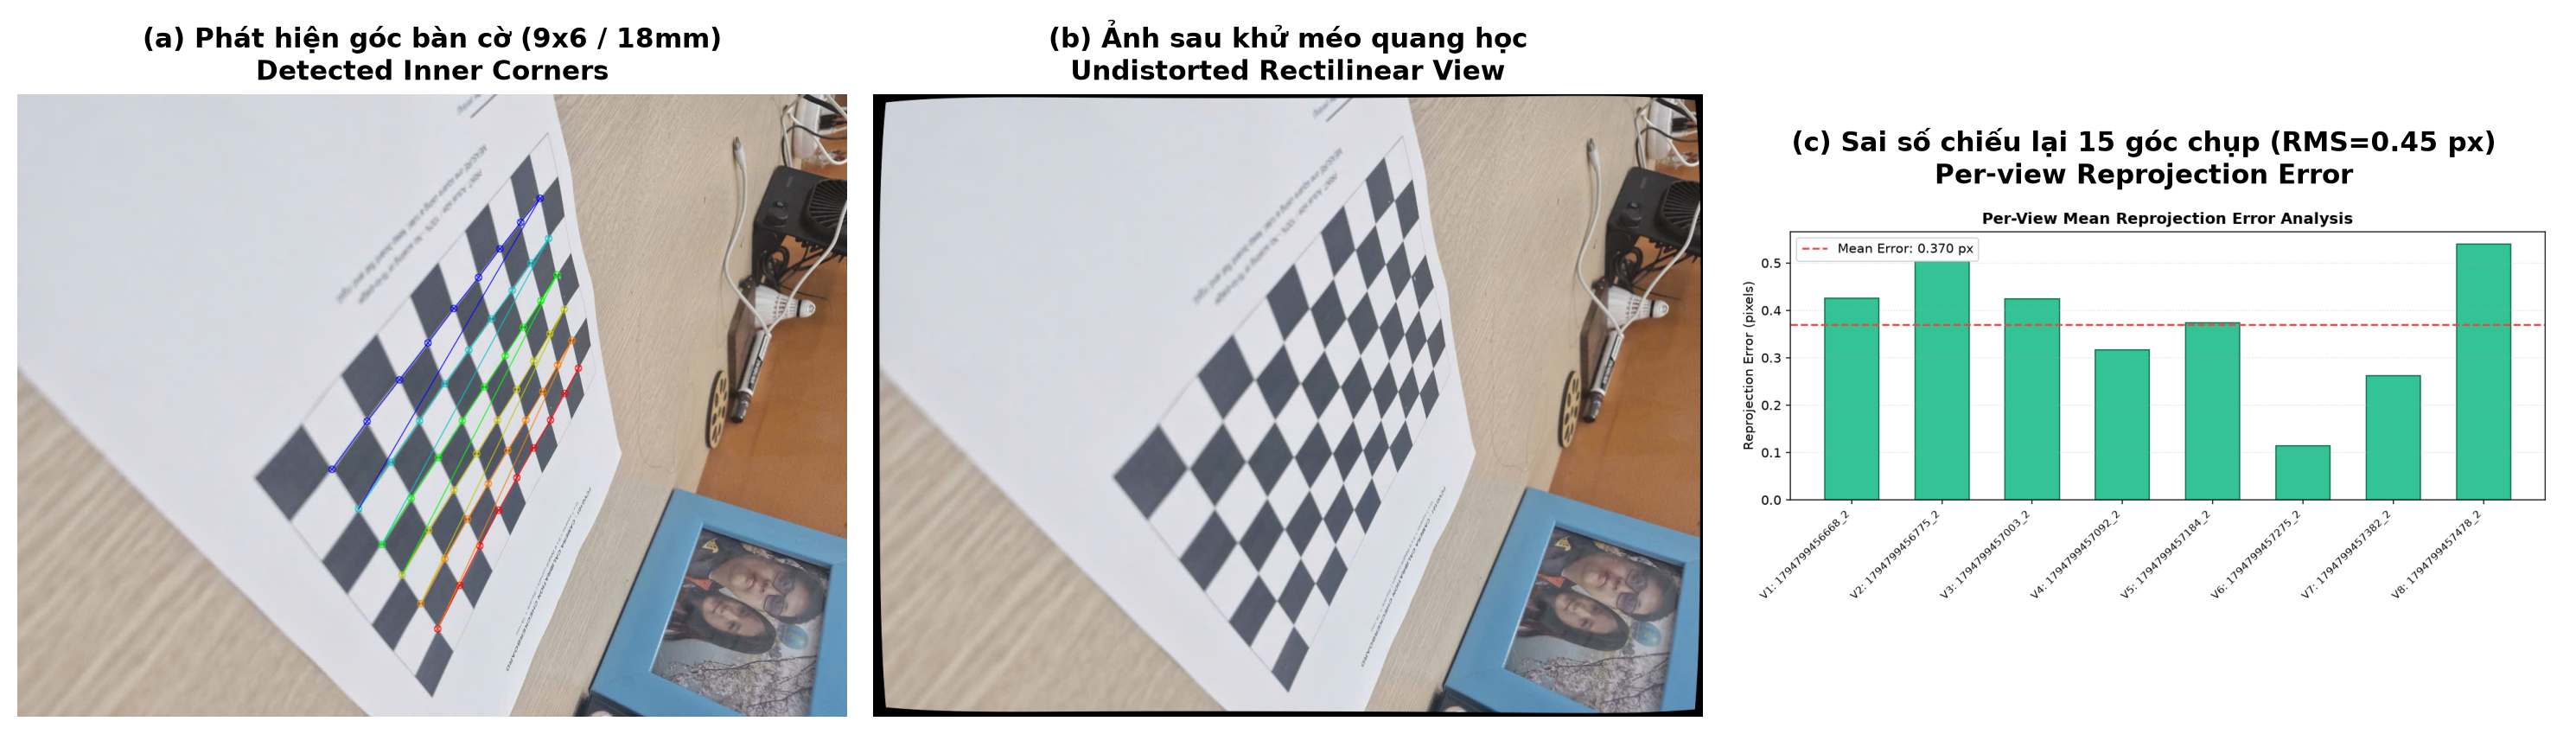 (a) Phát hiện góc bàn cờ (9x6 / 18mm)
Detected Inner Corners
(b) Ảnh sau khử méo quang học
Undistorted Rectilinear View
(c) Sai số chiếu lại 15 góc chụp (RMS=0.45 px)
Per-view Reprojection Error
Per-View Mean Reprojection Error Analysis
Mean Error: 0.370 px
Reprojection Error (pixels)
0.5
0.4
0.3
0.2
0.1
0.0
V1: 1794799456668_2
V2: 1794799456775_2
V3: 1794799457003_2
V4: 1794799457092_2
V5: 1794799457184_2
V6: 1794799457275_2
V7: 1794799457382_2
V8: 1794799457478_2